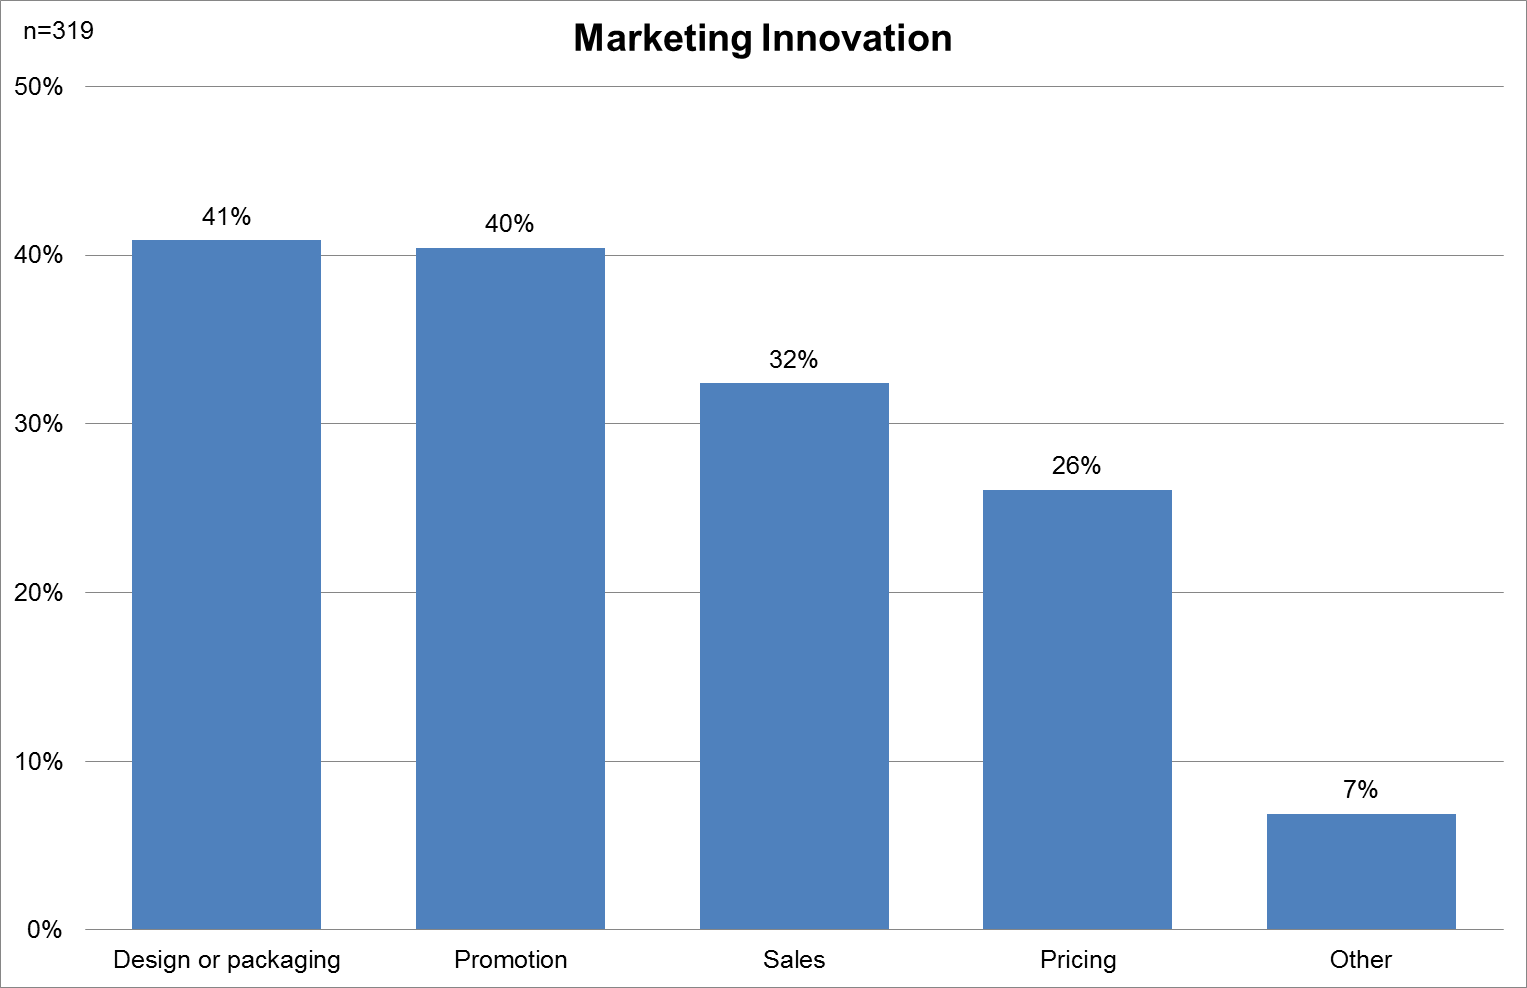 n=319
Marketing Innovation
50%
40%
30%
20%
10%
0%
41%
40%
32%
26%
7%
Design or packaging
Promotion
Sales
Pricing
Other